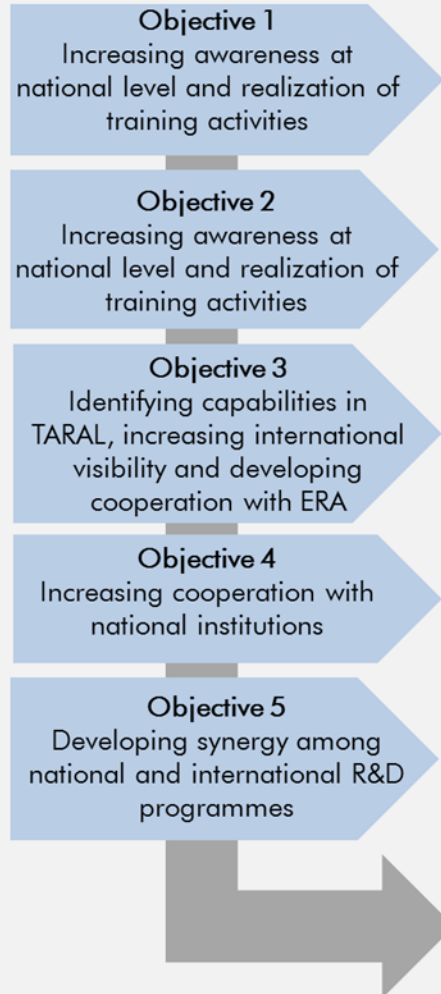 Objective 1
Increasing awareness at
national level and realization of
training activities
Objective 2
Increasing awareness at
national level and realization of
training activities
Objective 3
Identifying capabilities in
TARAL, increasing international
visibility and developing
cooperation with ERA
Objective 4
Increasing cooperation with
national institutions
Objective 5
Developing synergy among
national and international R&D
programmes